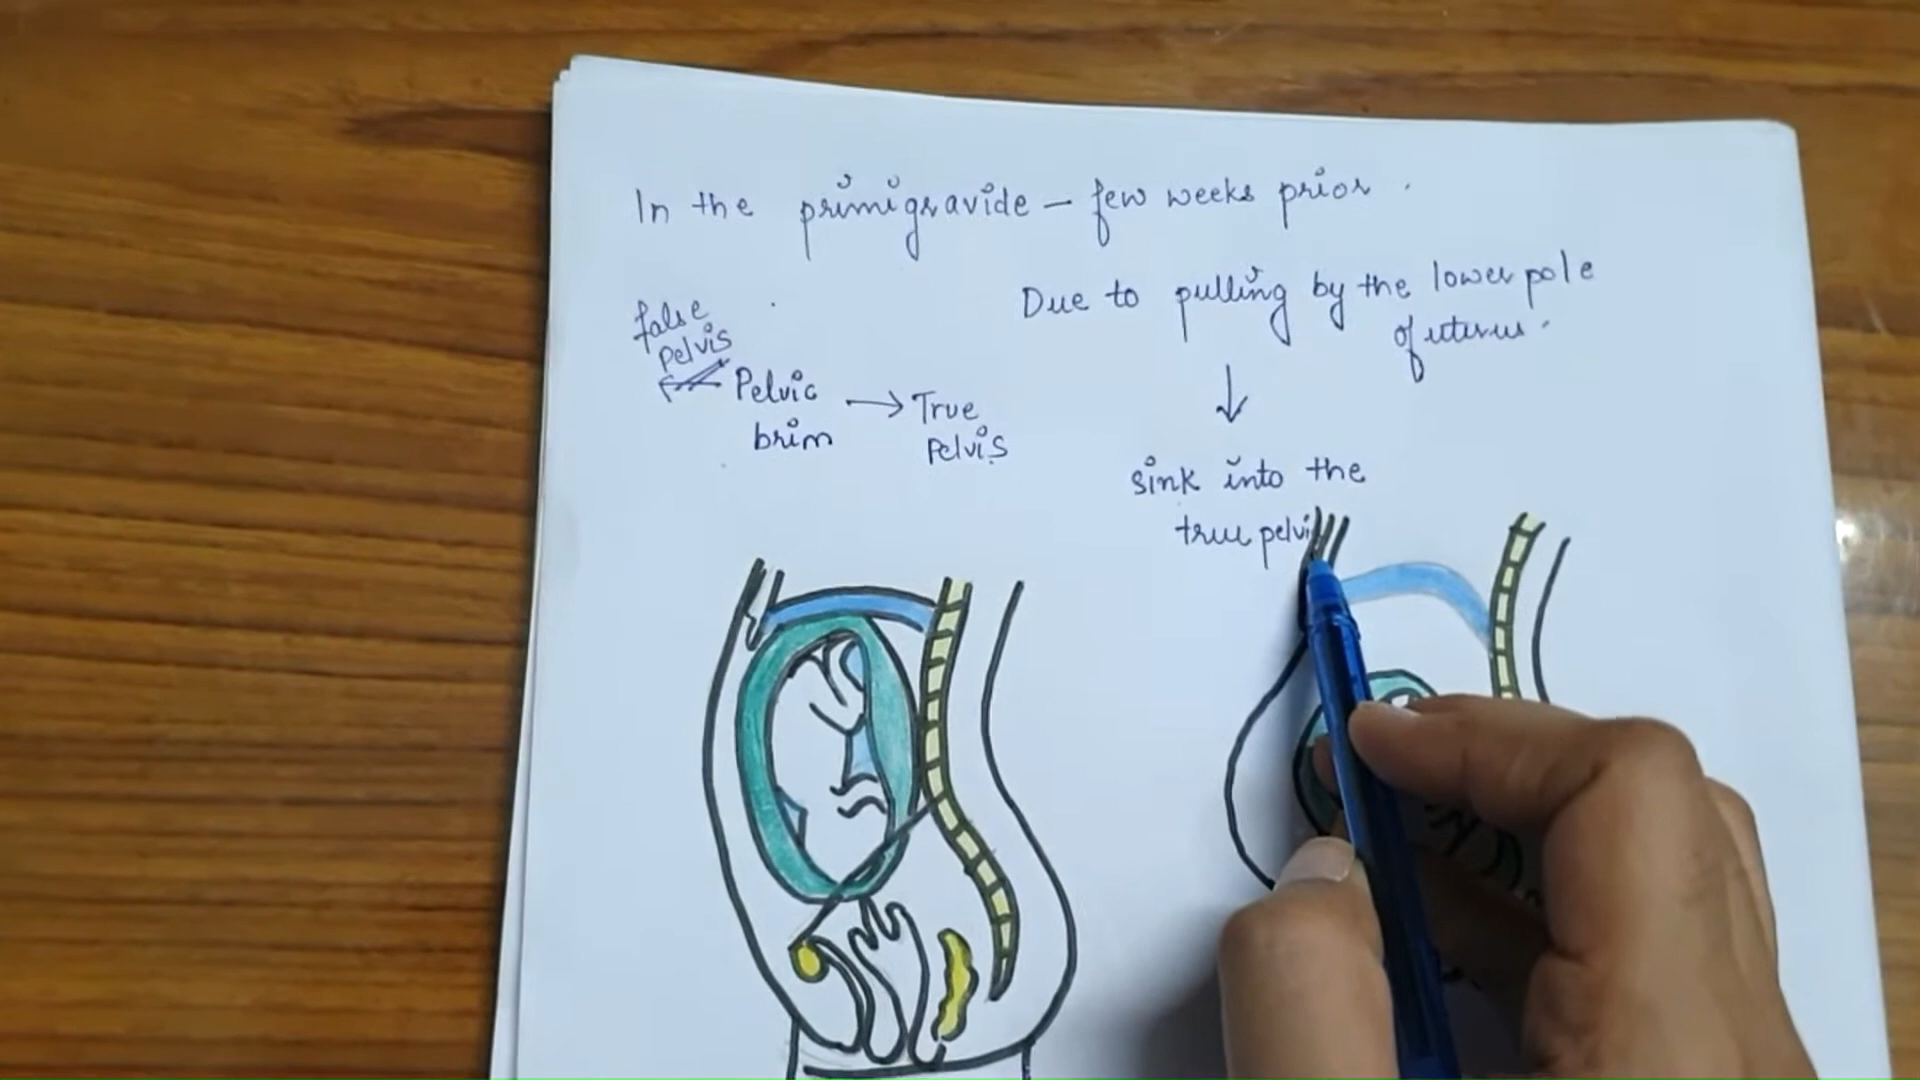 In the primigravide – few weeks prior.
Due to pulling by the lower pole
of uterus.
false
pelvis
Pelvic → True
brim Pelvis
↓
sink into the
true pelvi